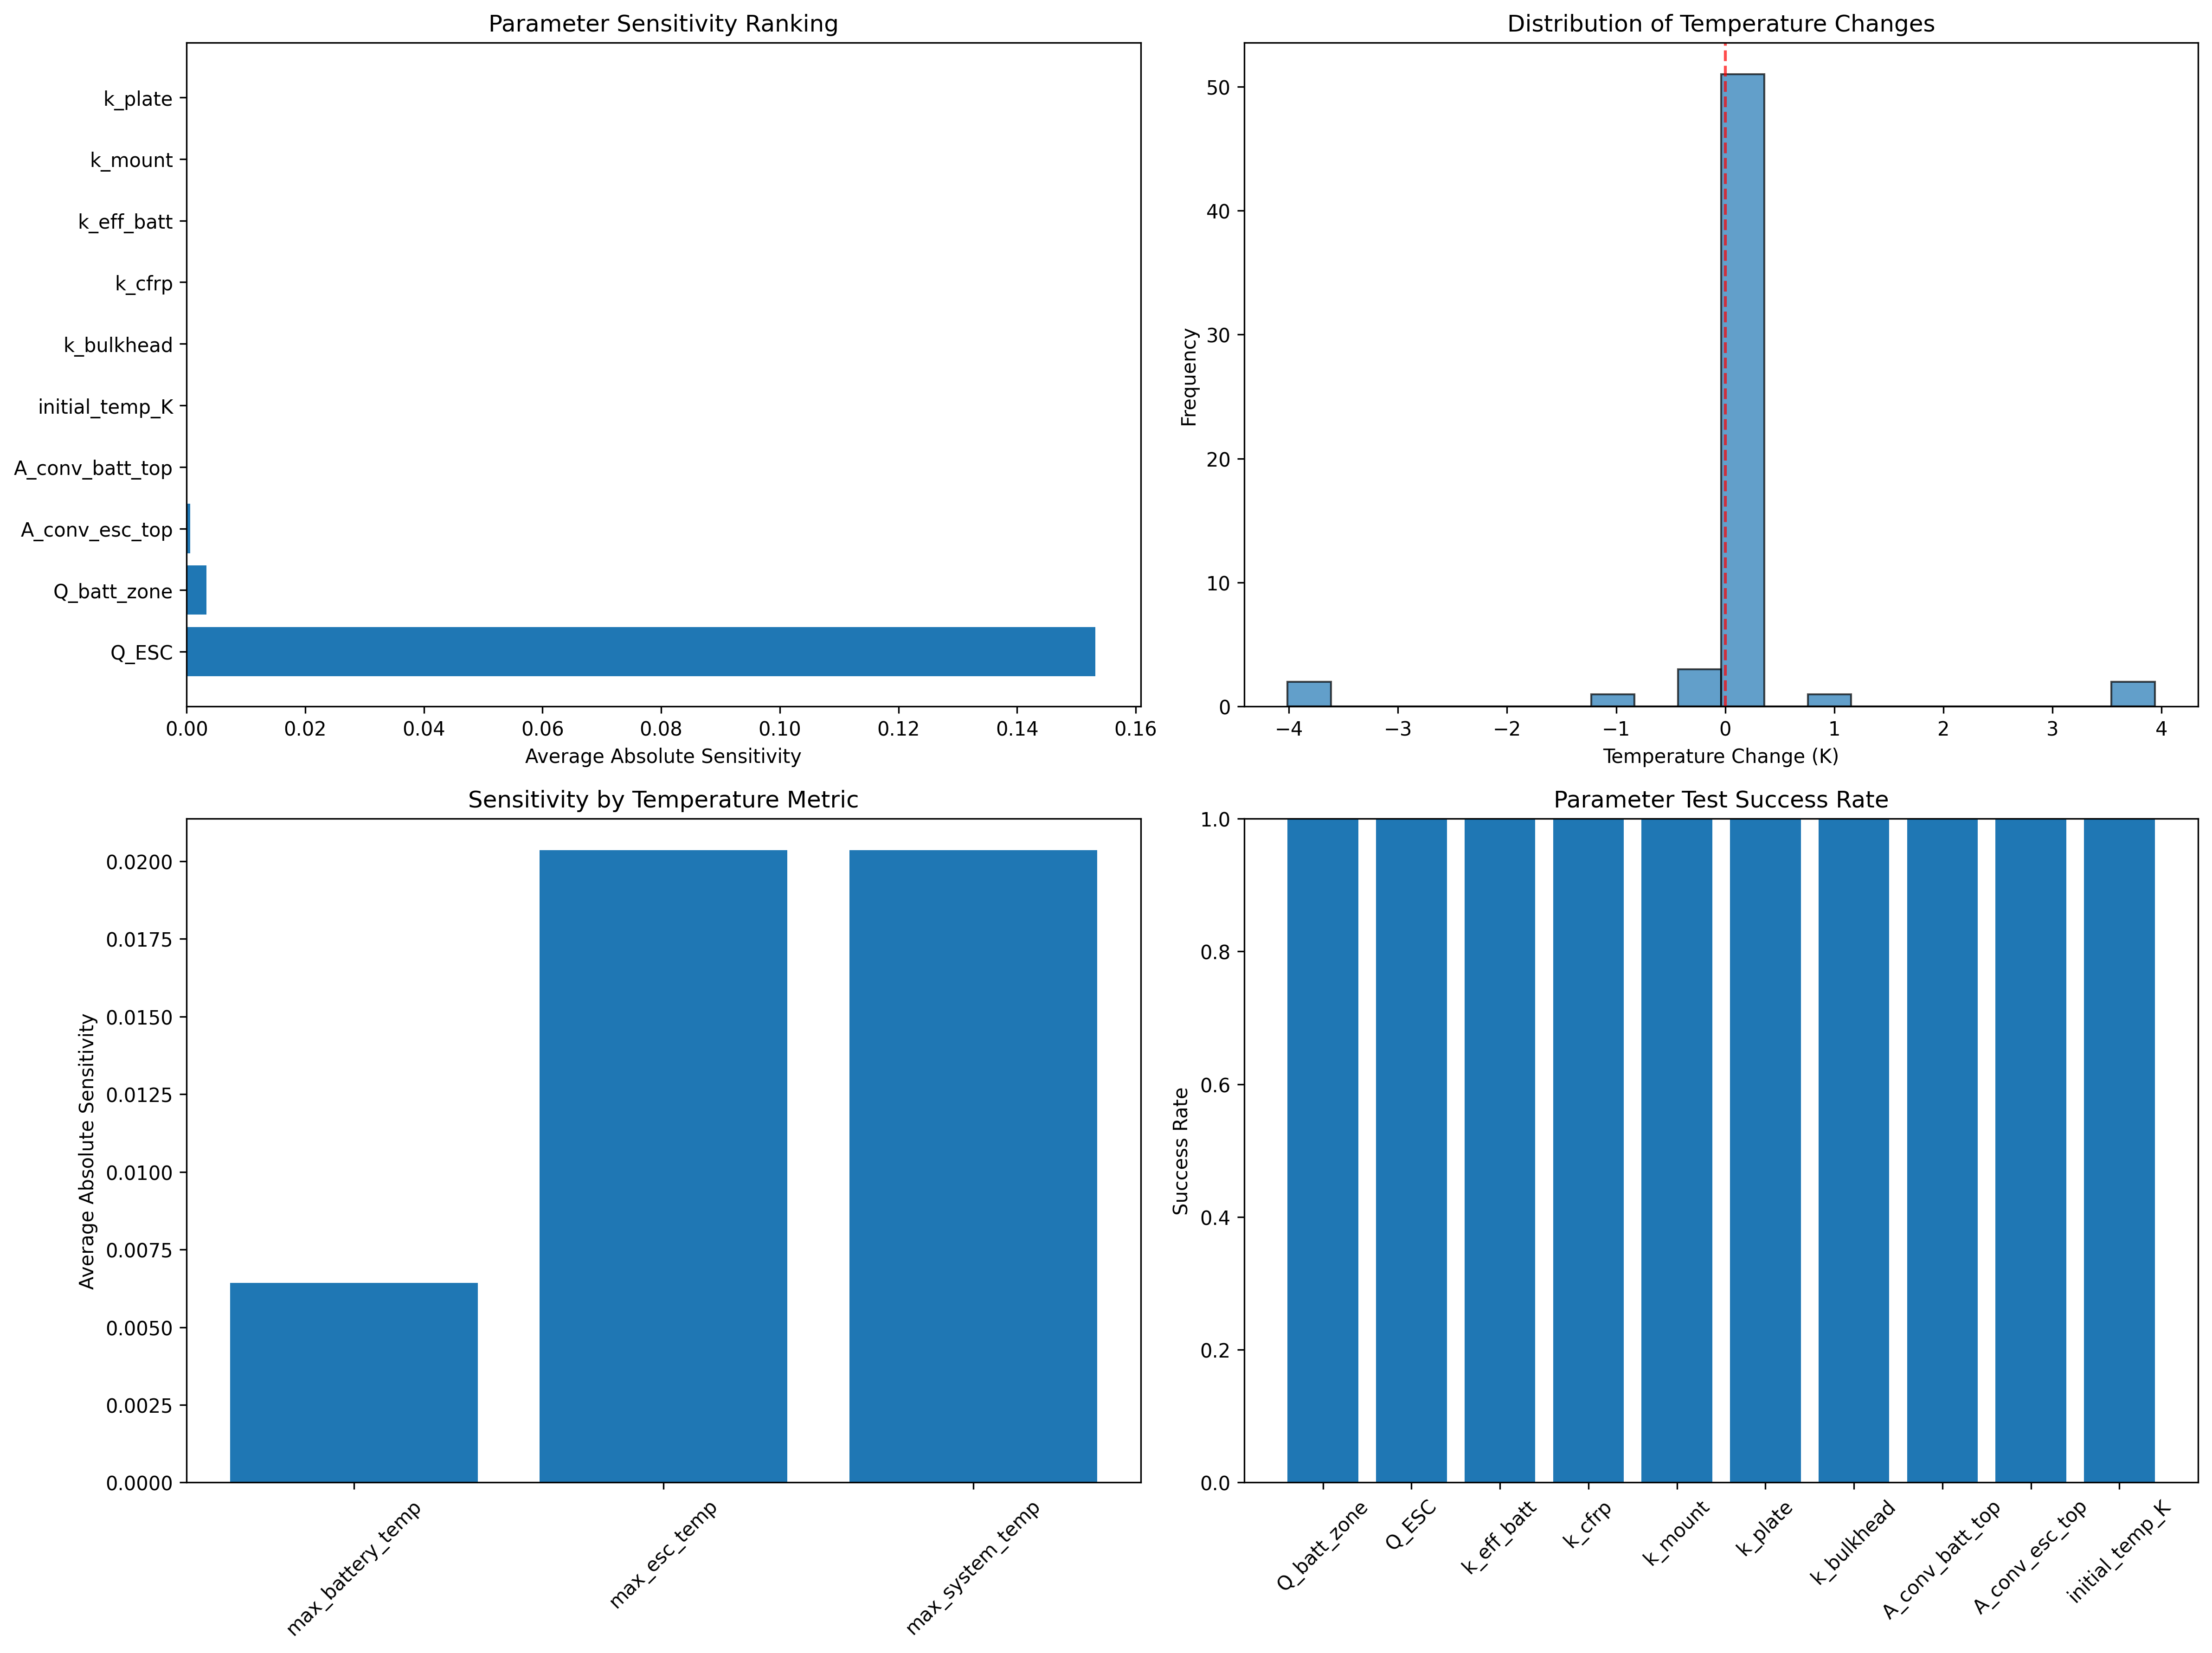 Parameter Sensitivity Ranking
k_plate
k_mount
k_eff_batt
k_cfrp
k_bulkhead
initial_temp_K
A_conv_batt_top
A_conv_esc_top
Q_batt_zone
Q_ESC
0.00 0.02 0.04 0.06 0.08 0.10 0.12 0.14 0.16
Average Absolute Sensitivity
Distribution of Temperature Changes
Frequency
50
40
30
20
10
0
−4 −3 −2 −1 0 1 2 3 4
Temperature Change (K)
Sensitivity by Temperature Metric
Average Absolute Sensitivity
0.0200
0.0175
0.0150
0.0125
0.0100
0.0075
0.0050
0.0025
0.0000
max_battery_temp
max_esc_temp
max_system_temp
Parameter Test Success Rate
Success Rate
1.0
0.8
0.6
0.4
0.2
0.0
Q_batt_zone
Q_ESC
k_eff_batt
k_cfrp
k_mount
k_plate
k_bulkhead
A_conv_batt_top
A_conv_esc_top
initial_temp_K